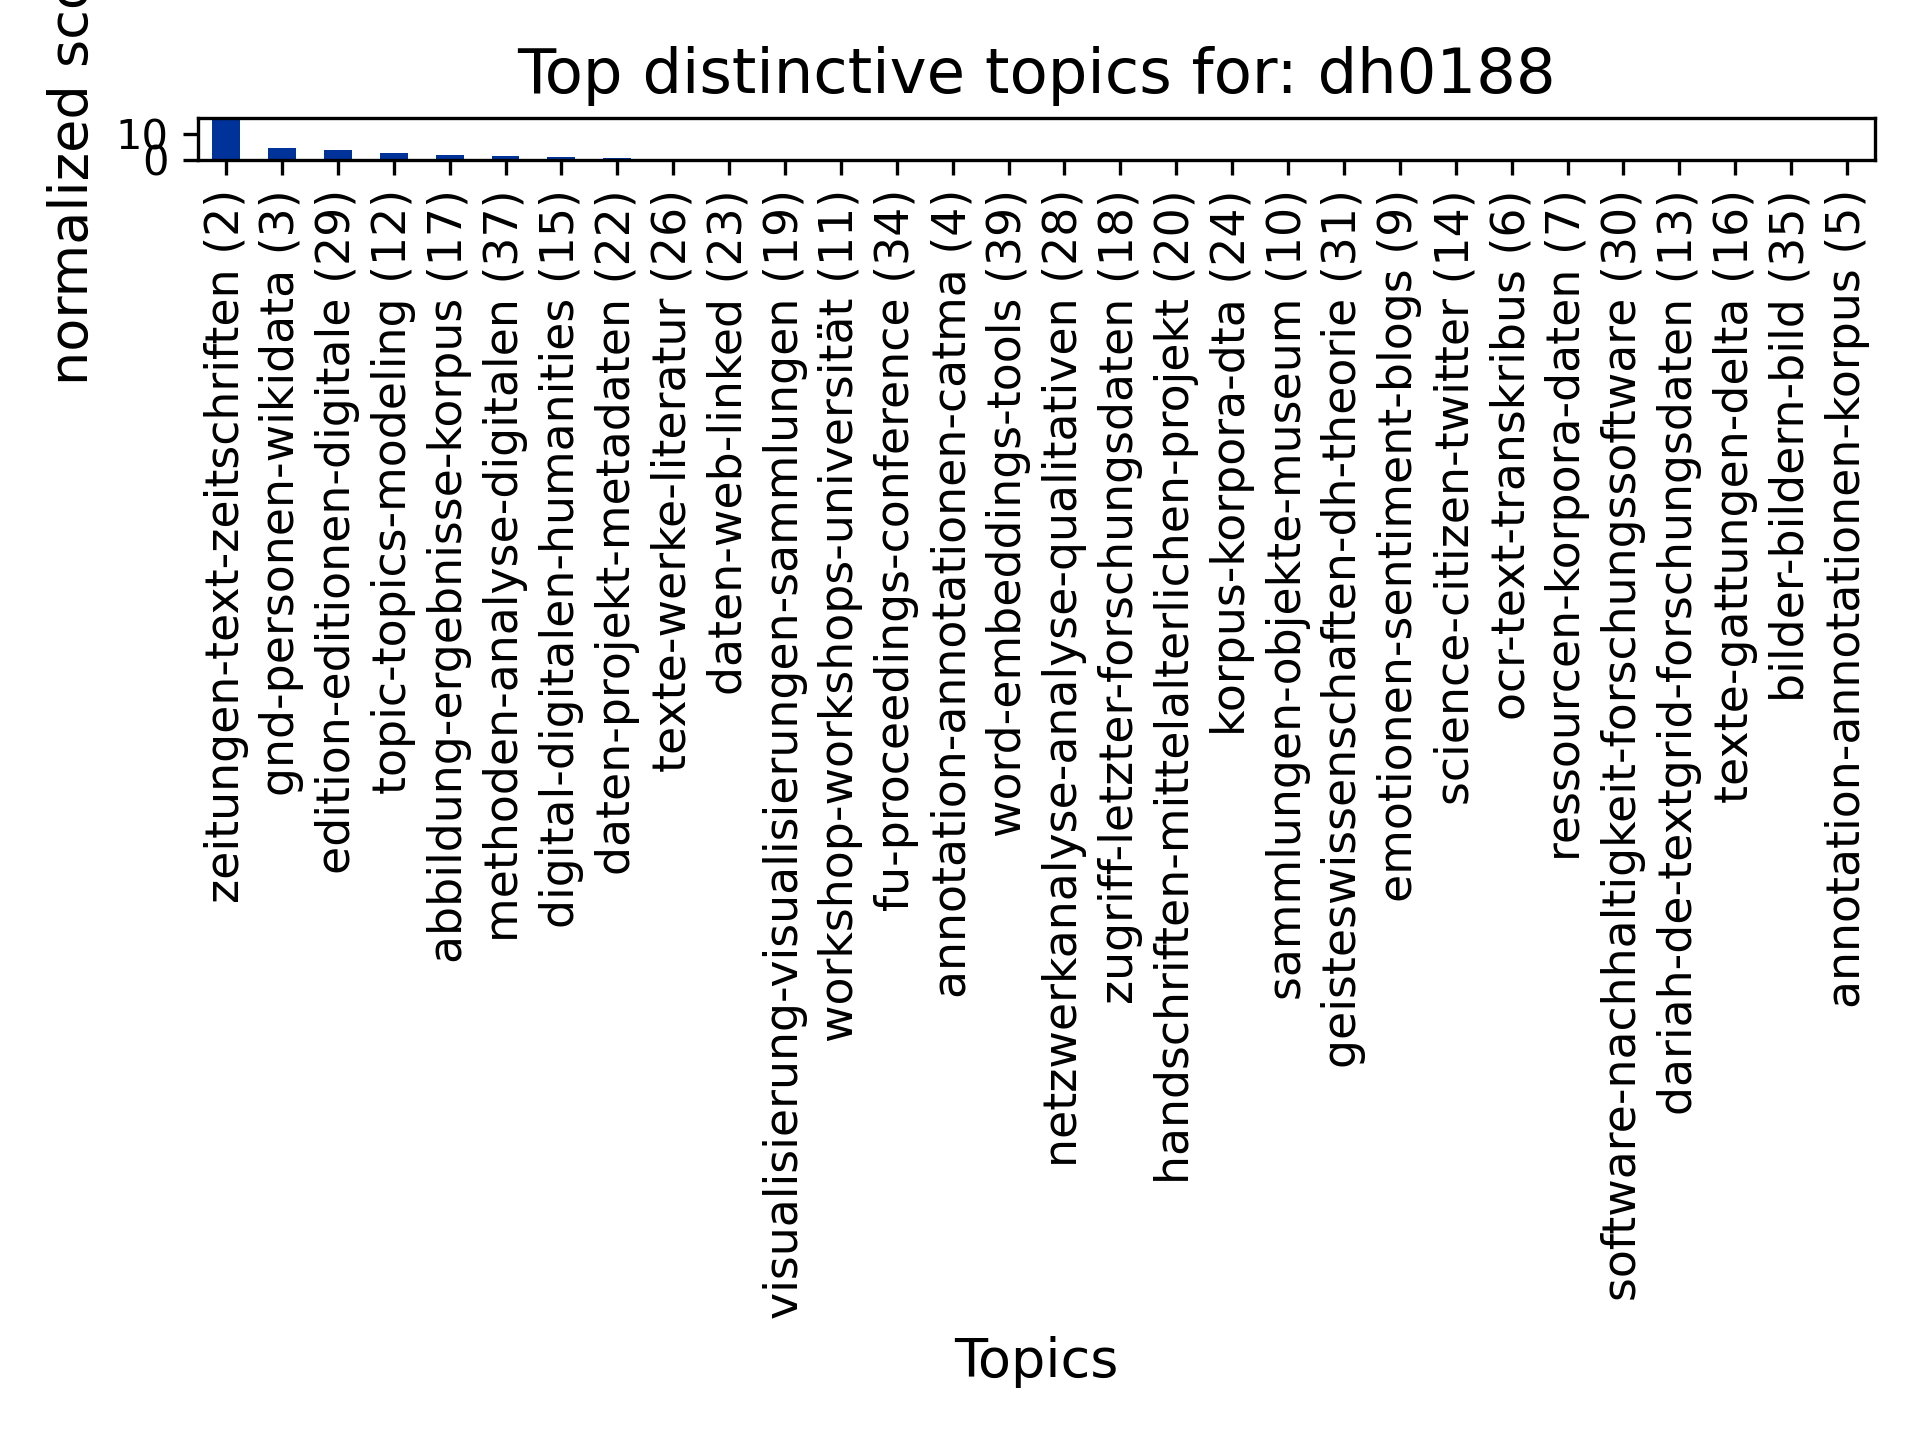 Top distinctive topics for: dh0188
normalized
10
0
zeitungen-text-zeitschriften (2)
gnd-personen-wikidata (3)
edition-editionen-digitale (29)
topic-topics-modeling (12)
abbildung-ergebnisse-korpus (17)
methoden-analyse-digitalen (37)
digital-digitalen-humanities (15)
daten-projekt-metadaten (22)
texte-werke-literatur (26)
daten-web-linked (23)
visualisierung-visualisierungen-sammlungen (19)
workshop-workshops-universität (11)
fu-proceedings-conference (34)
annotation-annotationen-catma (4)
word-embeddings-tools (39)
netzwerkanalyse-analyse-qualitativen (28)
zugriff-letzter-forschungsdaten (18)
handschriften-mittelalterlichen-projekt (20)
korpus-korpora-dta (24)
sammlungen-objekte-museum (10)
geisteswissenschaften-dh-theorie (31)
emotionen-sentiment-blogs (9)
science-citizen-twitter (14)
ocr-text-transkribus (6)
ressourcen-korpora-daten (7)
software-nachhaltigkeit-forschungssoftware (30)
dariah-de-textgrid-forschungsdaten (13)
texte-gattungen-delta (16)
bilder-bildern-bild (35)
annotation-annotationen-korpus (5)
Topics